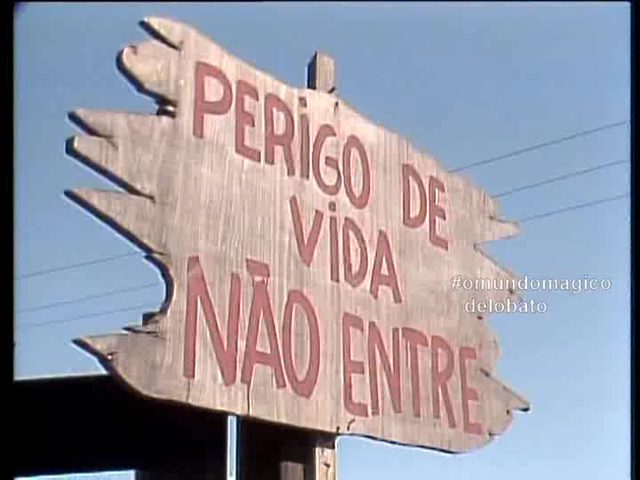 PERIGO DE
VIDA
NÃO ENTRE
#omundomagico
delobato